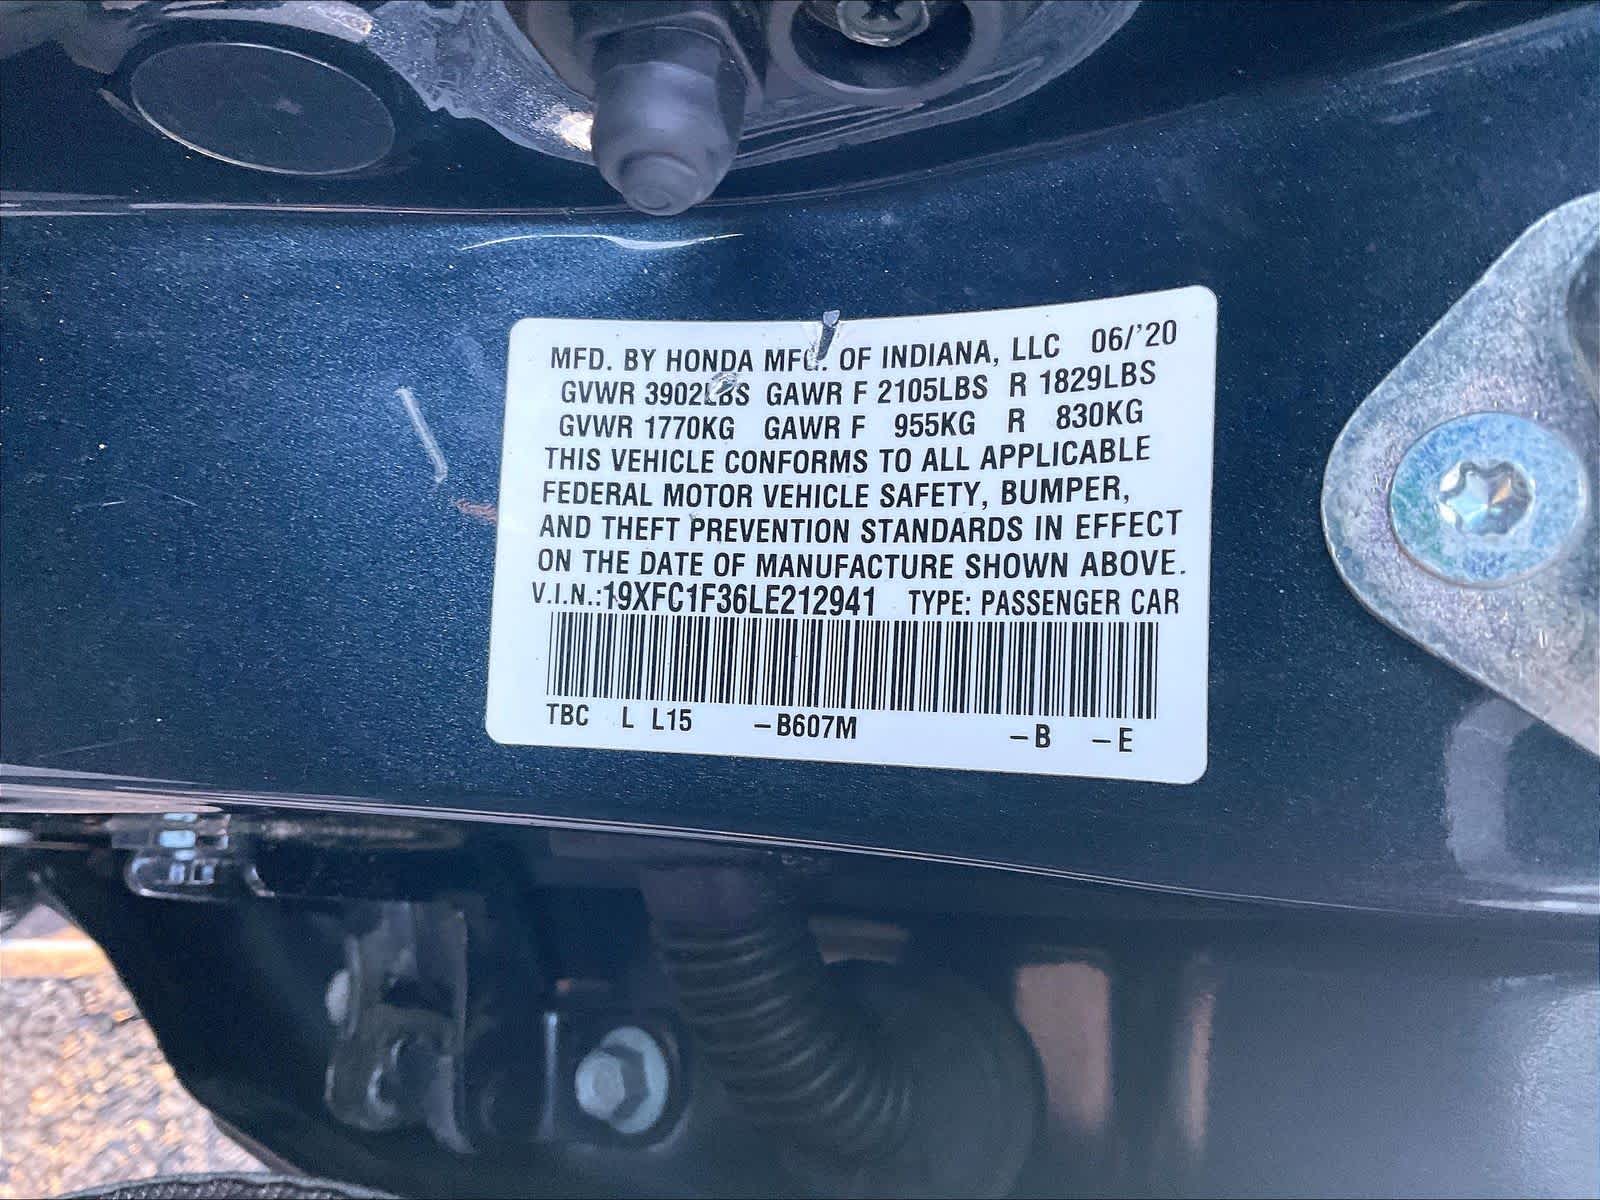 MFD. BY HONDA MFG. OF INDIANA, LLC 06/'20
GVWR 3902LBS GAWR F 2105LBS R 1829LBS
GVWR 1770KG GAWR F 955KG R 830KG
THIS VEHICLE CONFORMS TO ALL APPLICABLE
FEDERAL MOTOR VEHICLE SAFETY, BUMPER,
AND THEFT PREVENTION STANDARDS IN EFFECT
ON THE DATE OF MANUFACTURE SHOWN ABOVE.
V.I.N.:19XFC1F36LE212941 TYPE: PASSENGER CAR
TBC L L15 –B607M –B –E